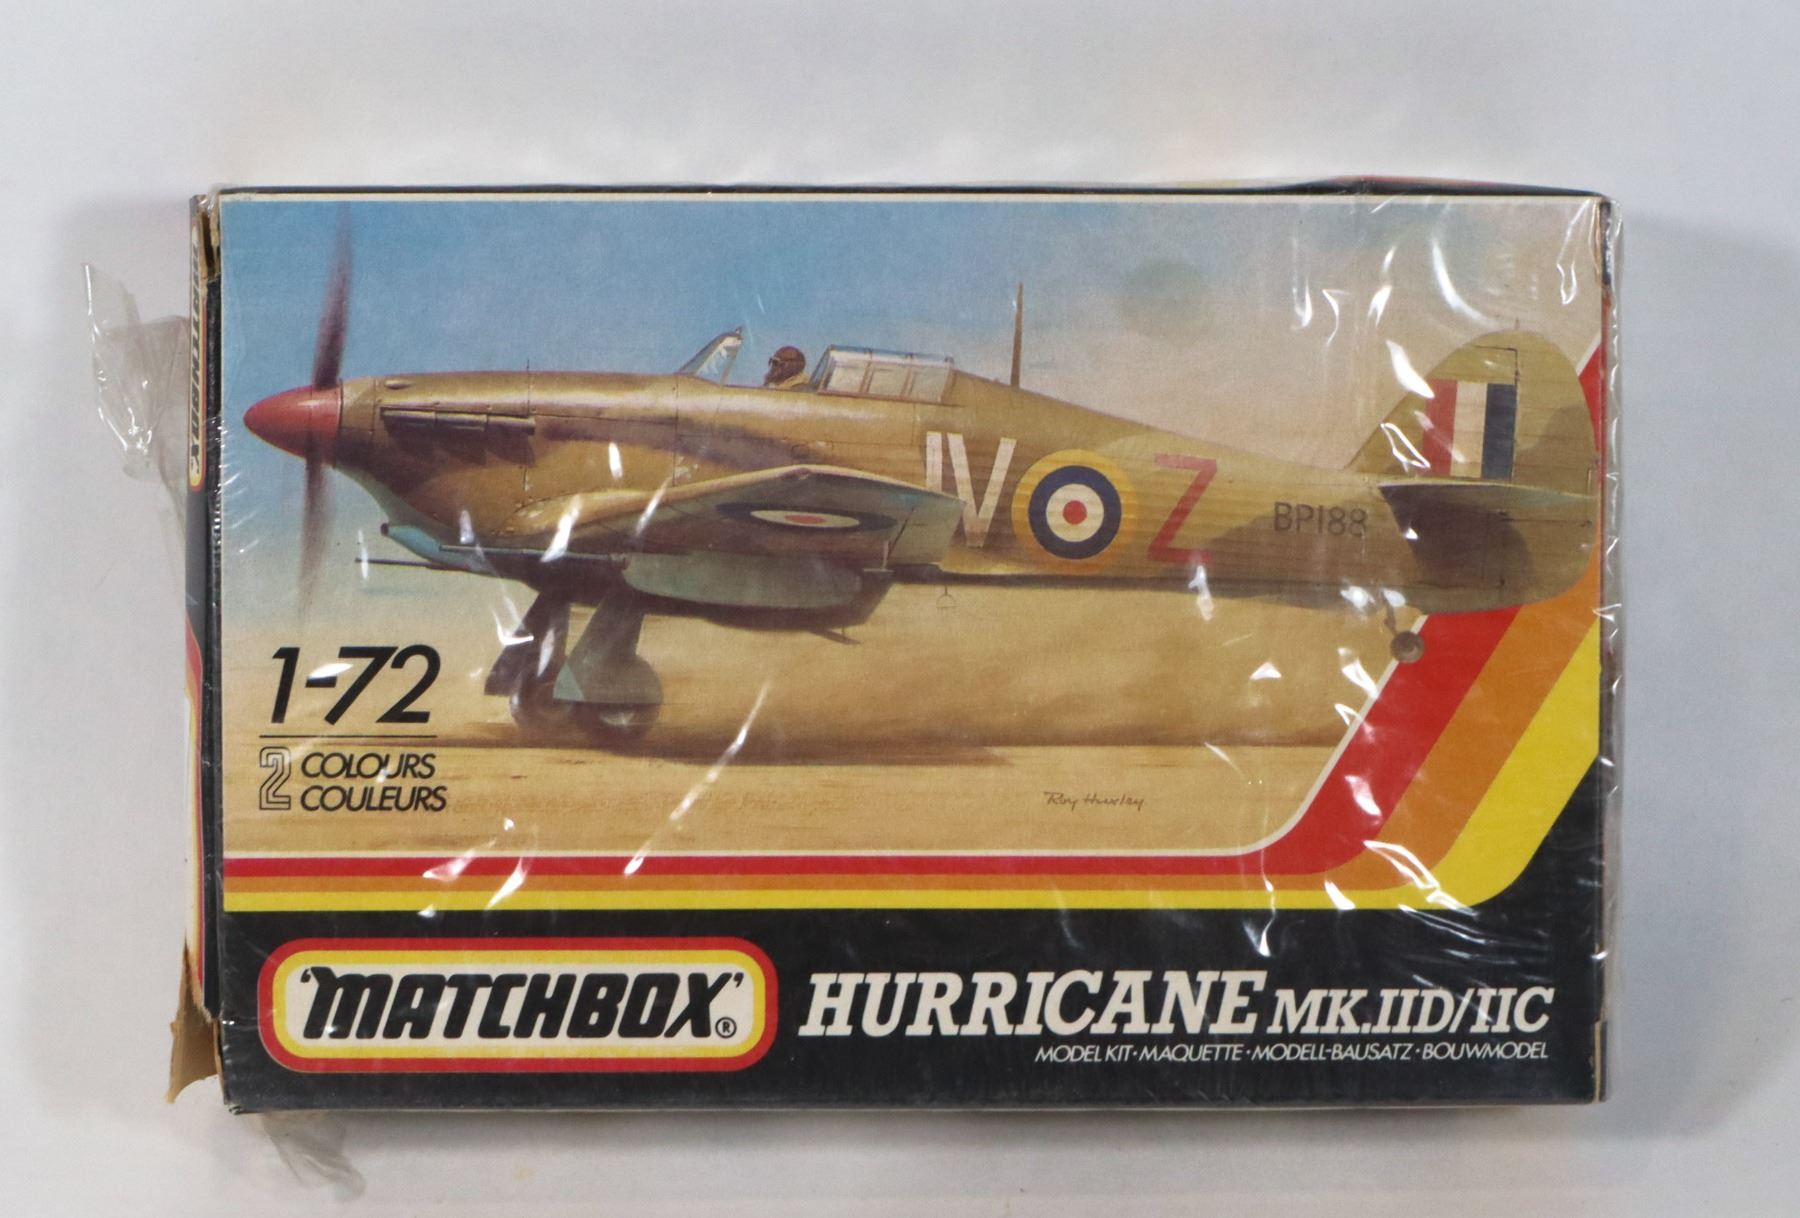 JV Z
BP188
1-72
2 COLOURS
COULEURS
Roy Huxley
'MATCHBOX'®
HURRICANE MK.IID/IIC
MODEL KIT·MAQUETTE·MODELL-BAUSATZ·BOUWMODEL